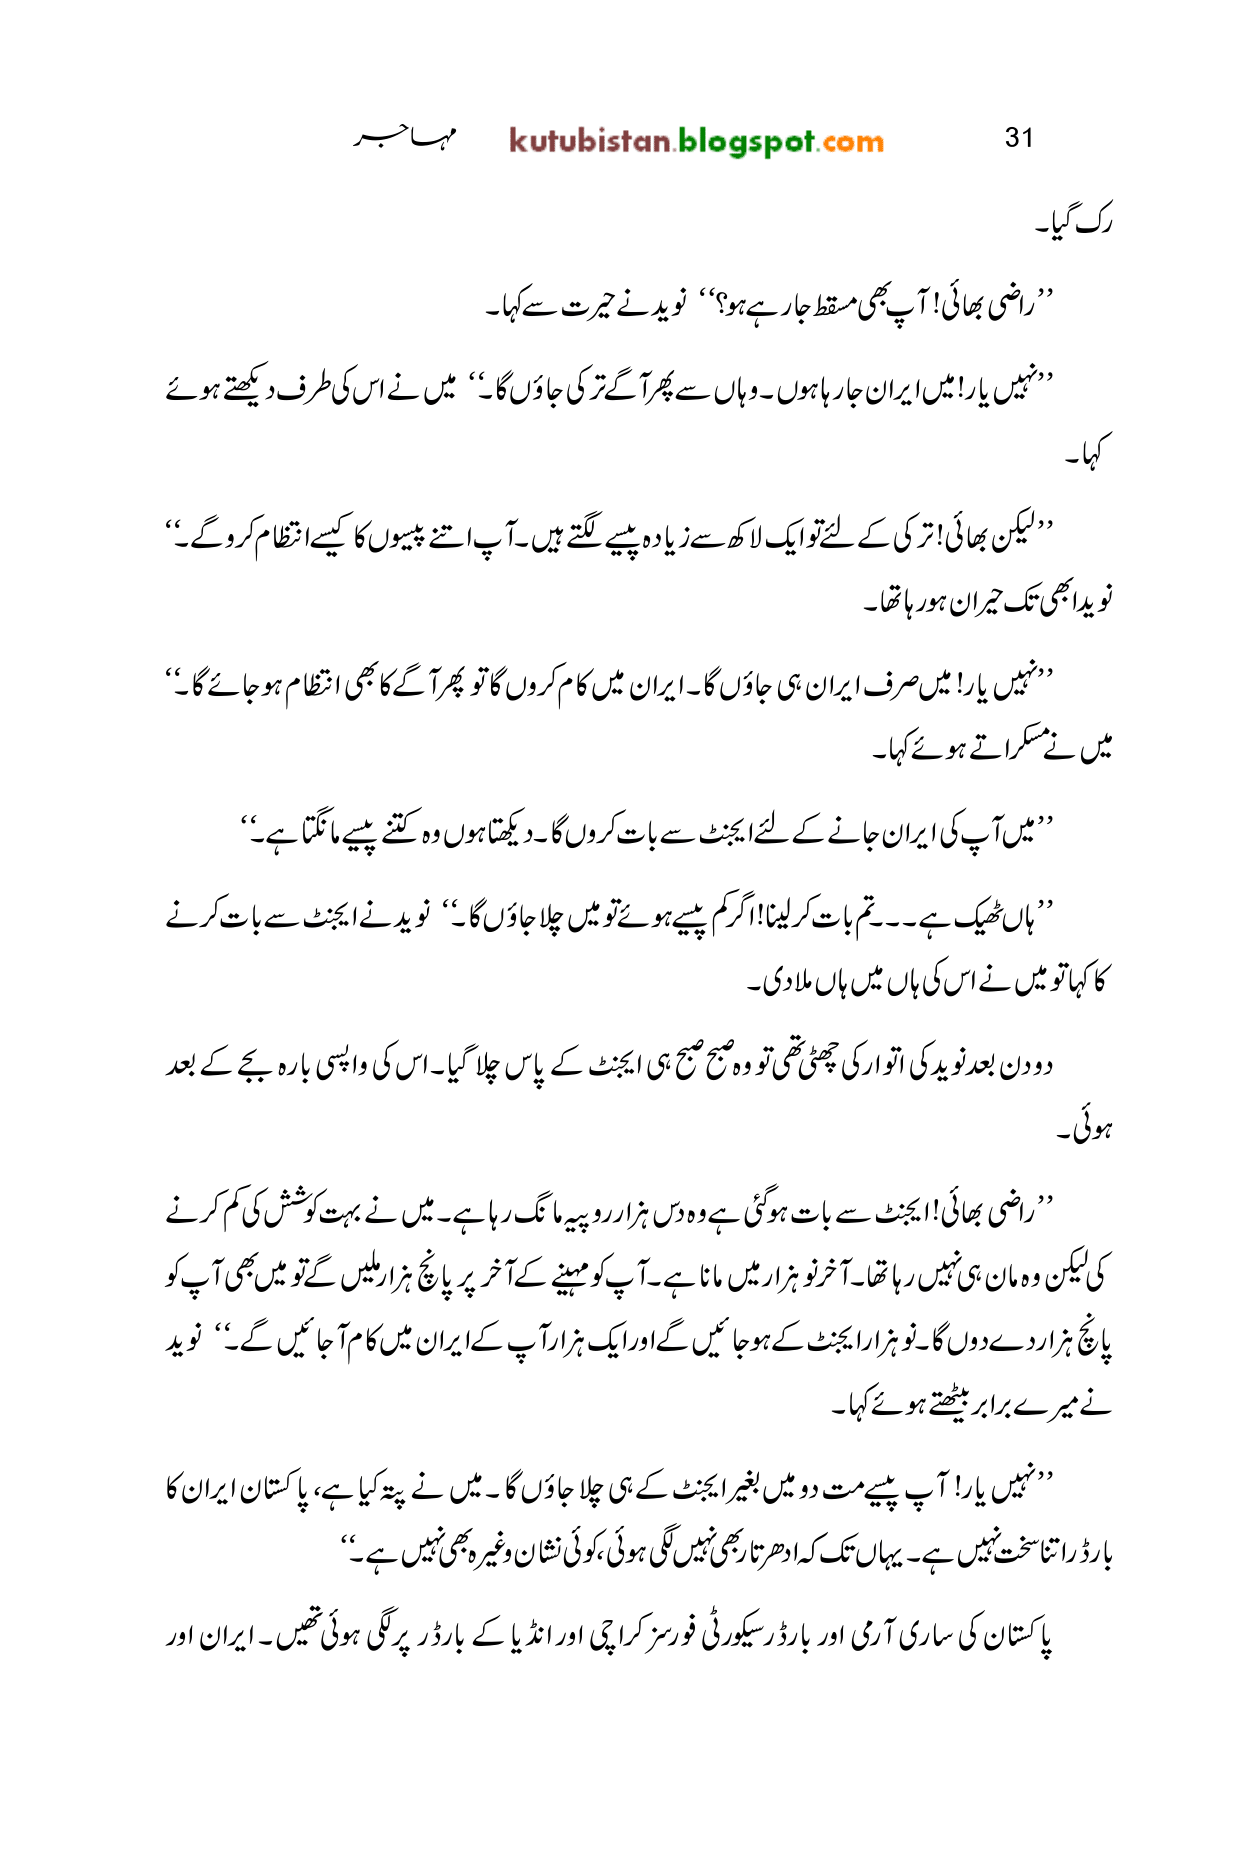 31 kutubistan.blogspot.com مہاجر
رک گیا۔
’’راضی بھائی! آپ بھی مسقط جا رہے ہو؟‘‘ نوید نے حیرت سے کہا۔
’’نہیں یار! میں ایران جا رہا ہوں۔ وہاں سے پھر آگے ترکی جاؤں گا۔‘‘ میں نے اس کی طرف دیکھتے ہوئے
کہا۔
’’لیکن بھائی! ترکی کے لئے تو ایک لاکھ سے زیادہ پیسے لگتے ہیں۔ آپ اتنے پیسوں کا کیسے انتظام کرو گے۔‘‘
نوید ابھی تک حیران ہو رہا تھا۔
’’نہیں یار! میں صرف ایران ہی جاؤں گا۔ ایران میں کام کروں گا تو پھر آگے کا بھی انتظام ہو جائے گا۔‘‘
میں نے مسکراتے ہوئے کہا۔
’’میں آپ کی ایران جانے کے لئے ایجنٹ سے بات کروں گا۔ دیکھتا ہوں وہ کتنے پیسے مانگتا ہے۔‘‘
’’ہاں ٹھیک ہے۔۔۔ تم بات کر لینا! اگر کم پیسے ہوئے تو میں چلا جاؤں گا۔‘‘ نوید نے ایجنٹ سے بات کرنے
کا کہا تو میں نے اس کی ہاں میں ہاں ملا دی۔
دو دن بعد نوید کی اتوار کی چھٹی تھی تو وہ صبح صبح ہی ایجنٹ کے پاس چلا گیا۔ اس کی واپسی بارہ بجے کے بعد
ہوئی۔
’’راضی بھائی! ایجنٹ سے بات ہو گئی ہے وہ دس ہزار روپیہ مانگ رہا ہے۔ میں نے بہت کوشش کی کم کرنے
کی لیکن وہ مان ہی نہیں رہا تھا۔ آخر نو ہزار میں مانا ہے۔ آپ کو مہینے کے آخر پر پانچ ہزار ملیں گے تو میں بھی آپ کو
پانچ ہزار دے دوں گا۔ نو ہزار ایجنٹ کے ہو جائیں گے اور ایک ہزار آپ کے ایران میں کام آ جائیں گے۔‘‘ نوید
نے میرے برابر بیٹھتے ہوئے کہا۔
’’نہیں یار! آپ پیسے مت دو میں بغیر ایجنٹ کے ہی چلا جاؤں گا۔ میں نے پتہ کیا ہے، پاکستان ایران کا
بارڈر اتنا سخت نہیں ہے۔ یہاں تک کہ ادھر تار بھی نہیں لگی ہوئی، کوئی نشان وغیرہ بھی نہیں ہے۔‘‘
پاکستان کی ساری آرمی اور بارڈر سیکورٹی فورسز کراچی اور انڈیا کے بارڈر پر لگی ہوئی تھیں۔ ایران اور